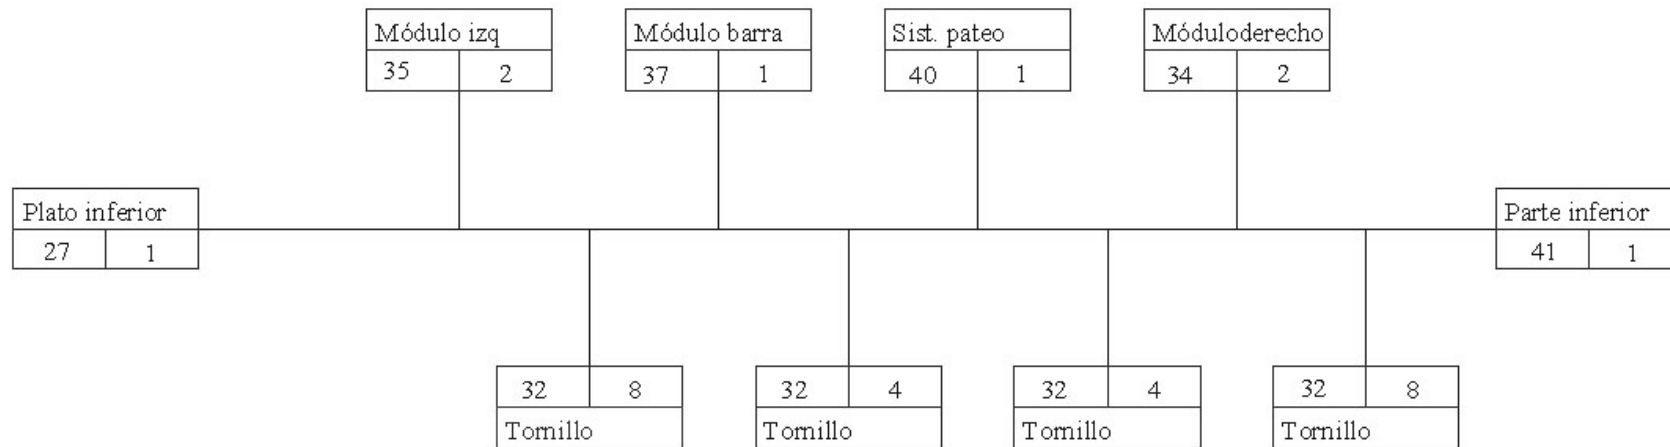 Módulo izq
35 2
Módulo barra
37 1
Sist. pateo
40 1
Móduloderecho
34 2
Plato inferior
27 1
Parte inferior
41 1
32 8
Tornillo
32 4
Tornillo
32 4
Tornillo
32 8
Tornillo